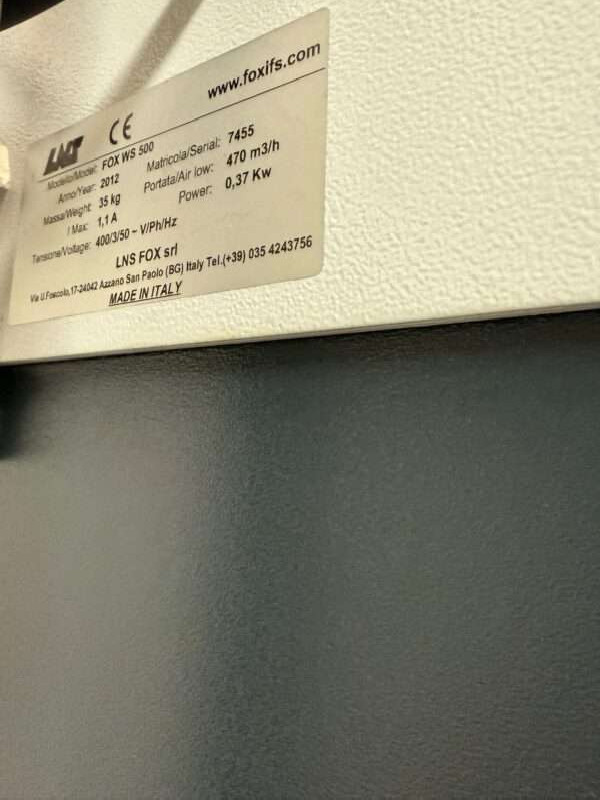 www.foxifs.com
LNS CE
Modello/Model: FOX WS 500 Matricola/Serial: 7455
Anno/Year: 2012 Portata/Air low: 470 m3/h
Massa/Weight: 35 kg Power: 0,37 Kw
I Max: 1,1 A
Tensione/Voltage: 400/3/50 ~ V/Ph/Hz
LNS FOX srl
Via U.Foscolo,17-24042 Azzano San Paolo (BG) Italy Tel.(+39) 035 4243756
MADE IN ITALY